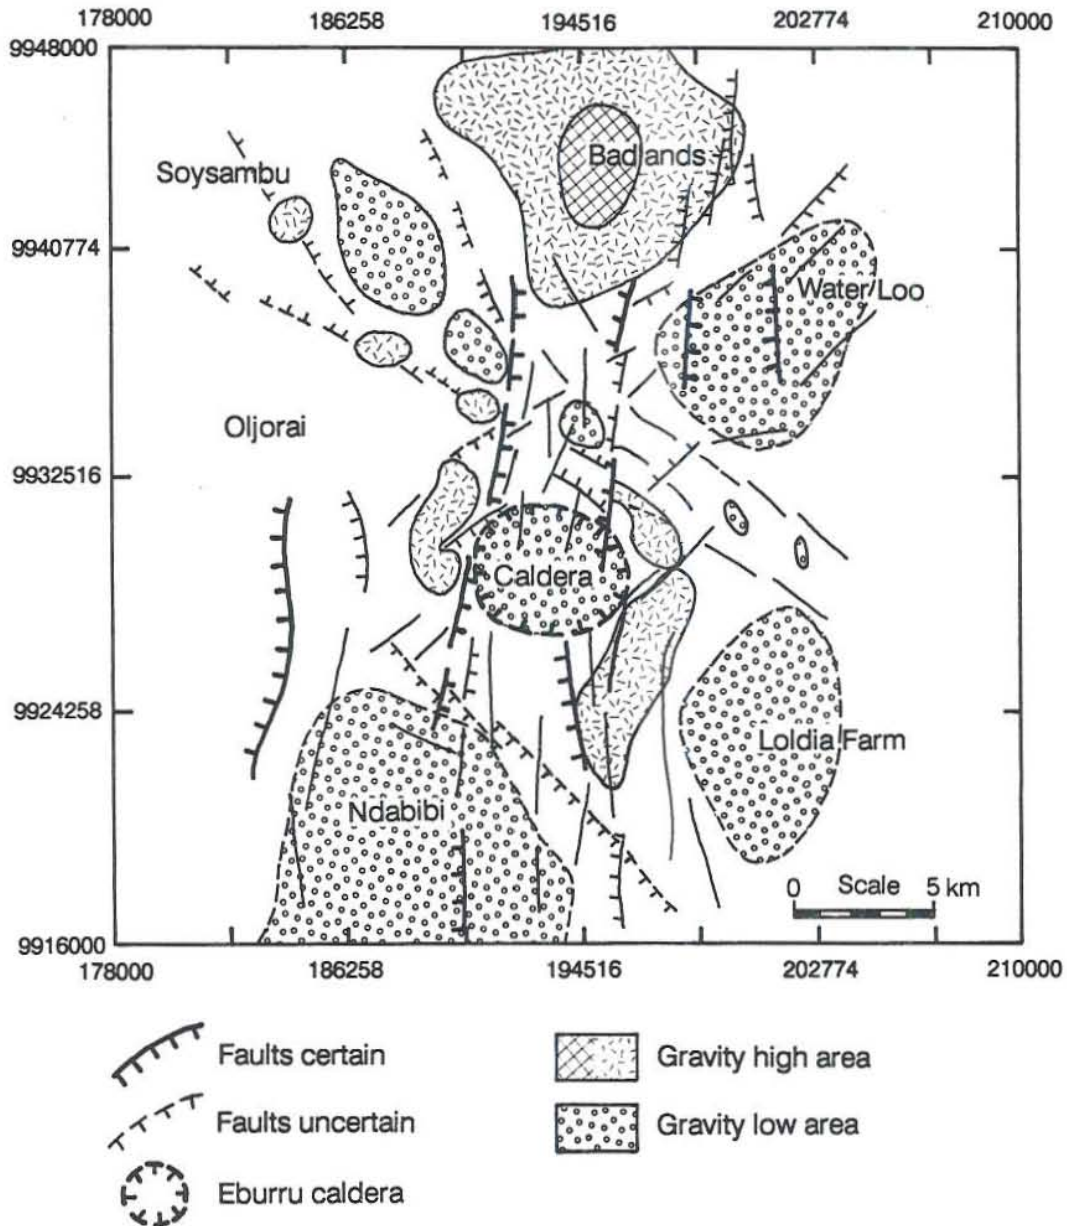 178000 186258 194516 202774 210000
9948000
Badlands
Soysambu
9940774
Water Loo
Oljorai
9932516
Caldera
9924258
Loldia Farm
Ndabibi
0 Scale 5 km
9916000
178000 186258 194516 202774 210000
Faults certain
Gravity high area
Faults uncertain
Gravity low area
Eburru caldera